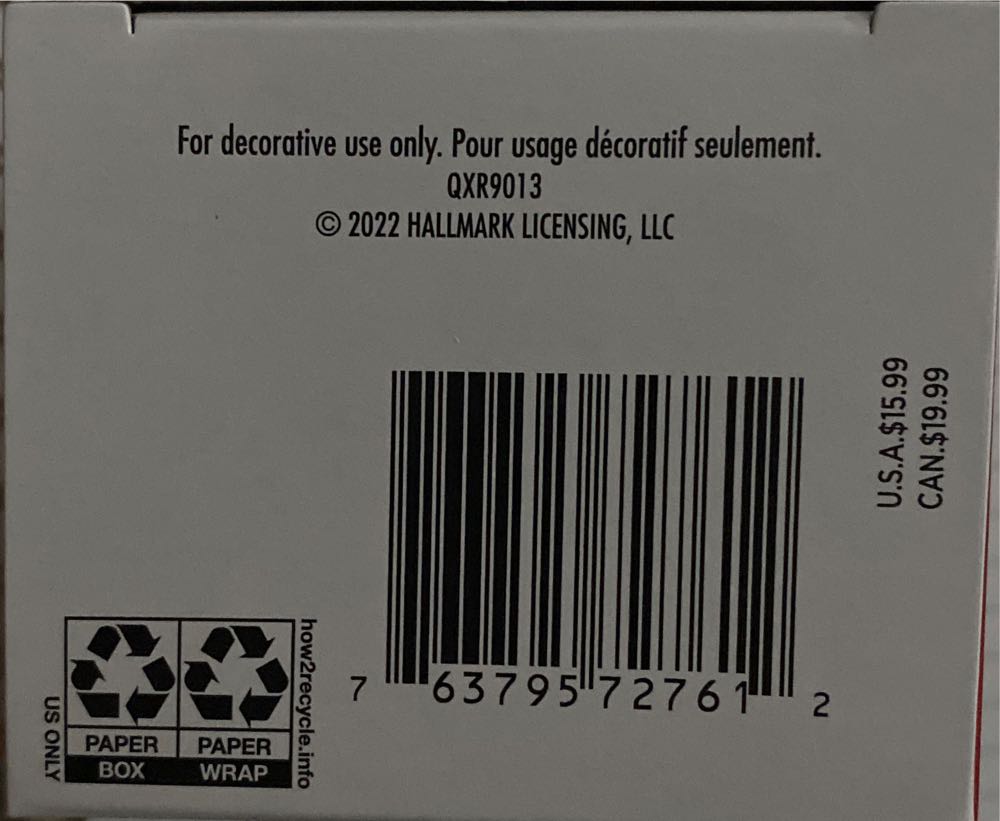 For decorative use only. Pour usage décoratif seulement.
QXR9013
© 2022 HALLMARK LICENSING, LLC
U.S.A.$15.99
CAN.$19.99
7 63795 72761 2
how2recycle.info
US ONLY
PAPER PAPER
BOX WRAP